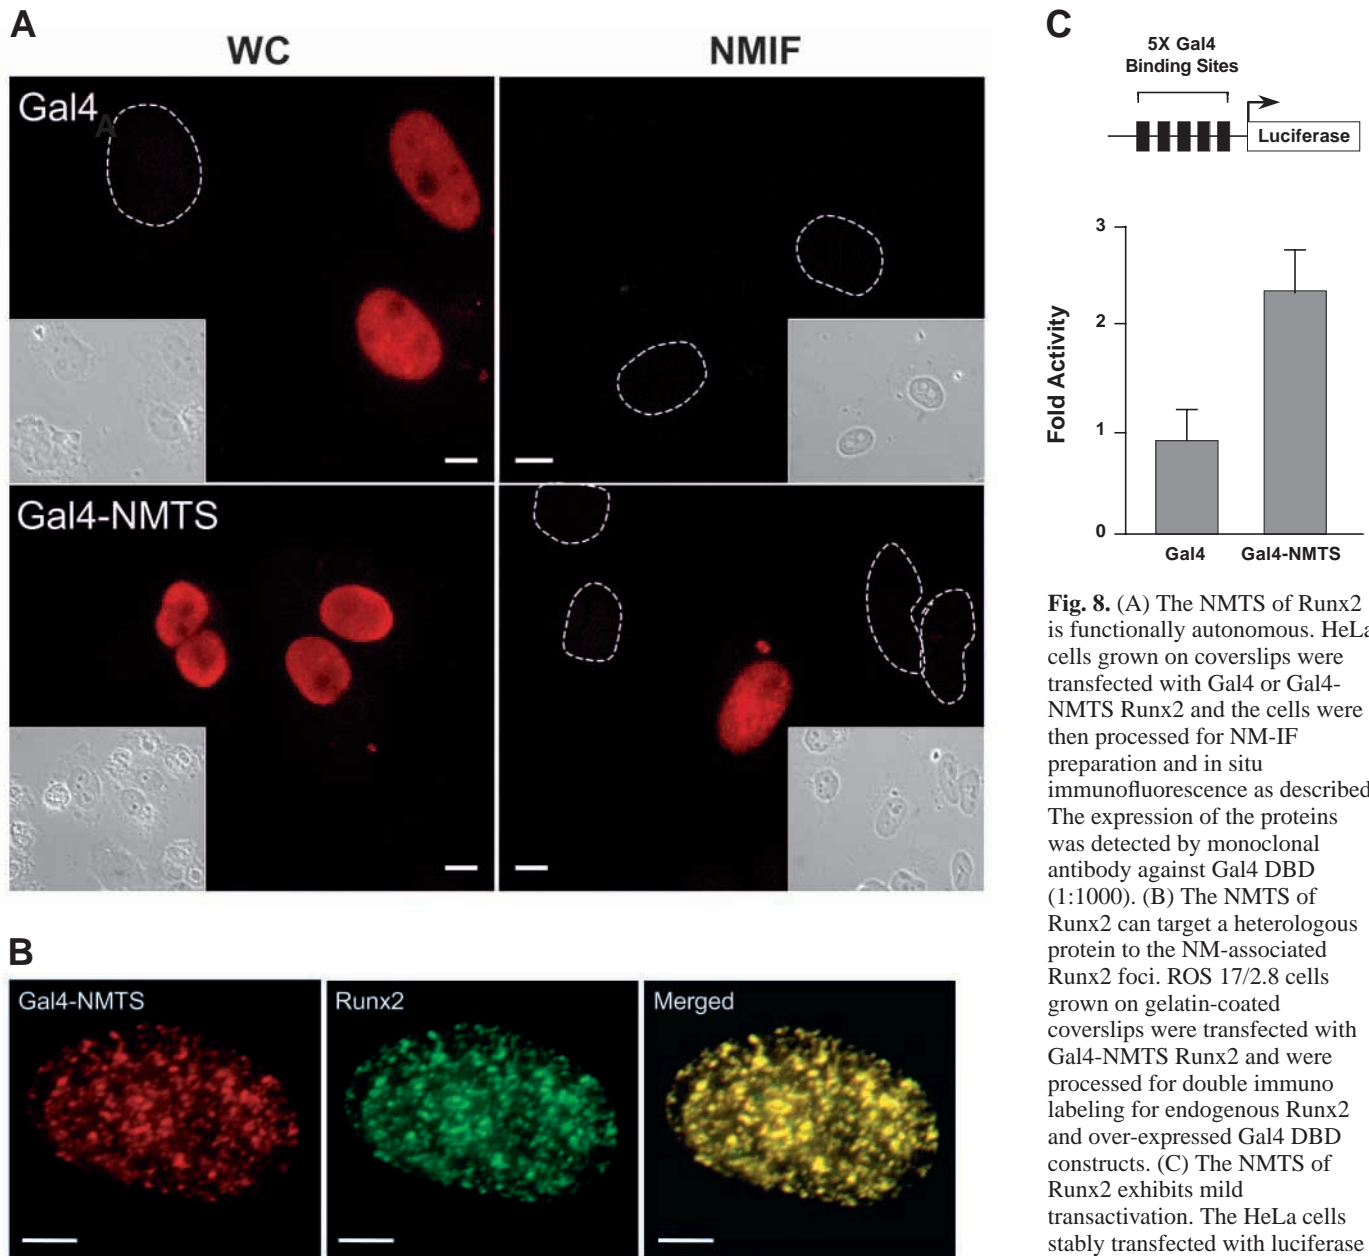 A
WC
NMIF
Gal4
A
Gal4-NMTS
B
Gal4-NMTS
Runx2
Merged
C
5X Gal4
Binding Sites
Luciferase
3
2
1
0
Fold Activity
Gal4
Gal4-NMTS
Fig. 8. (A) The NMTS of Runx2
is functionally autonomous. HeLa
cells grown on coverslips were
transfected with Gal4 or Gal4-
NMTS Runx2 and the cells were
then processed for NM-IF
preparation and in situ
immunofluorescence as described
The expression of the proteins
was detected by monoclonal
antibody against Gal4 DBD
(1:1000). (B) The NMTS of
Runx2 can target a heterologous
protein to the NM-associated
Runx2 foci. ROS 17/2.8 cells
grown on gelatin-coated
coverslips were transfected with
Gal4-NMTS Runx2 and were
processed for double immuno
labeling for endogenous Runx2
and over-expressed Gal4 DBD
constructs. (C) The NMTS of
Runx2 exhibits mild
transactivation. The HeLa cells
stably transfected with luciferase